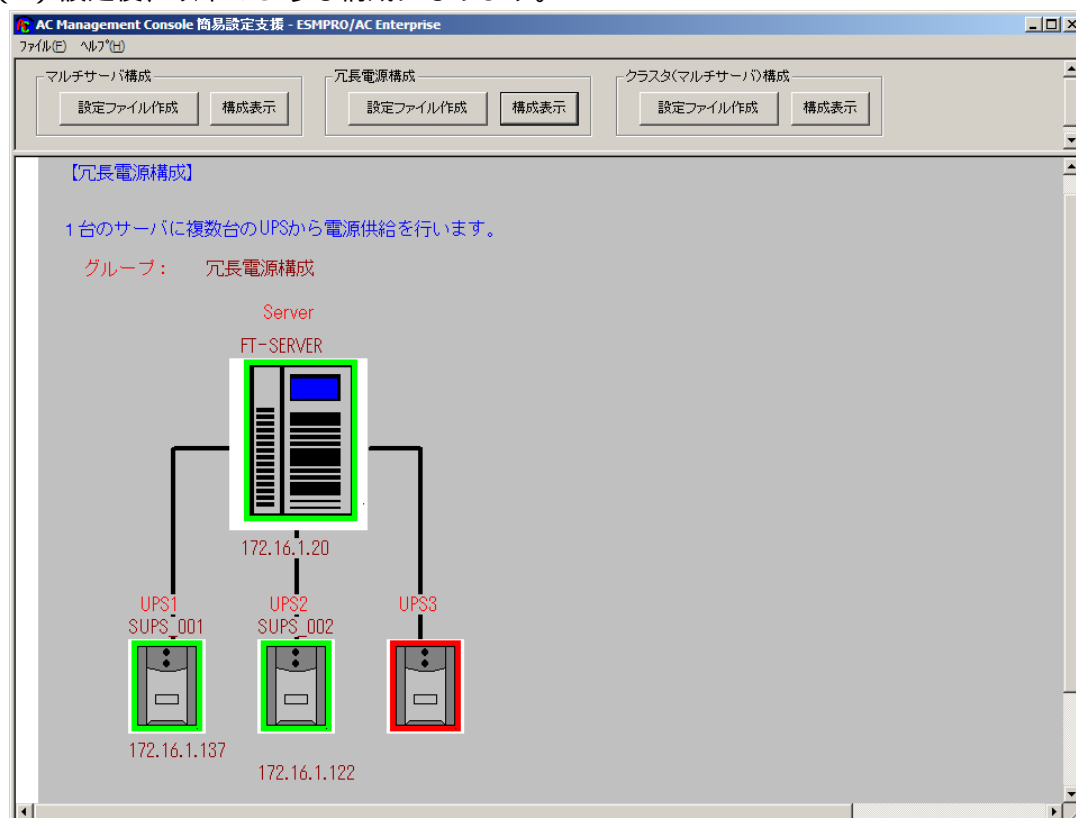 AC Management Console 簡易設定支援 - ESMPRO/AC Enterprise
ファイル(F) ヘルプ(H)
マルチサーバ構成 冗長電源構成 クラスタ(マルチサーバ)構成
設定ファイル作成 構成表示 設定ファイル作成 構成表示 設定ファイル作成 構成表示
【冗長電源構成】
1台のサーバに複数台のUPSから電源供給を行います。
グループ： 冗長電源構成
Server
FT-SERVER
172.16.1.20
UPS1 UPS2 UPS3
SUPS_001 SUPS_002
172.16.1.137
172.16.1.122